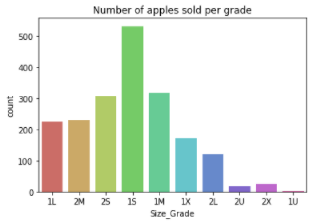 Number of apples sold per grade
500
400
300
200
100
0
count
1L 2M 2S 1S 1M 1X 2L 2U 2X 1U
Size_Grade